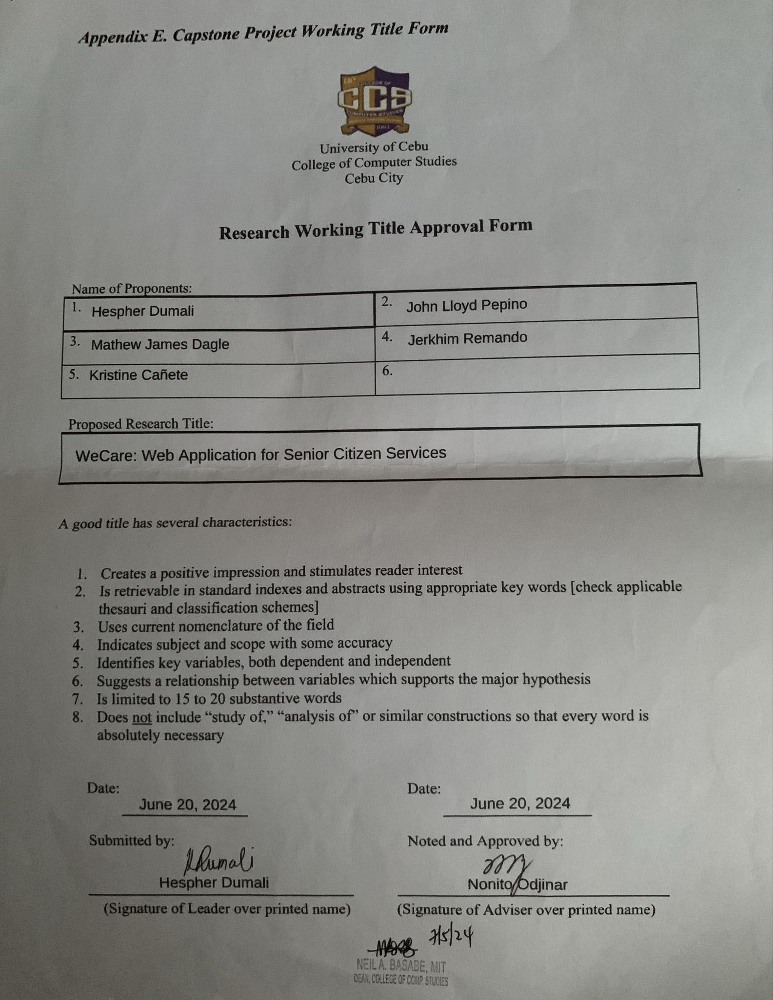 Appendix E. Capstone Project Working Title Form
COLLEGE OF
CCS
COMPUTER STUDIES
University of Cebu
College of Computer Studies
Cebu City
Research Working Title Approval Form
Name of Proponents:
1. Hespher Dumali
2. John Lloyd Pepino
3. Mathew James Dagle
4. Jerkhim Remando
5. Kristine Cañete
6.
Proposed Research Title:
WeCare: Web Application for Senior Citizen Services
A good title has several characteristics:
1. Creates a positive impression and stimulates reader interest
2. Is retrievable in standard indexes and abstracts using appropriate key words [check applicable
thesauri and classification schemes]
3. Uses current nomenclature of the field
4. Indicates subject and scope with some accuracy
5. Identifies key variables, both dependent and independent
6. Suggests a relationship between variables which supports the major hypothesis
7. Is limited to 15 to 20 substantive words
8. Does not include “study of,” “analysis of” or similar constructions so that every word is
absolutely necessary
Date:
June 20, 2024
Date:
June 20, 2024
Submitted by:
HDumali
Hespher Dumali
(Signature of Leader over printed name)
Noted and Approved by:
Nonito Odjinar
(Signature of Adviser over printed name)
7/5/24
NEIL A. BASABE, MIT
DEAN, COLLEGE OF COMP. STUDIES